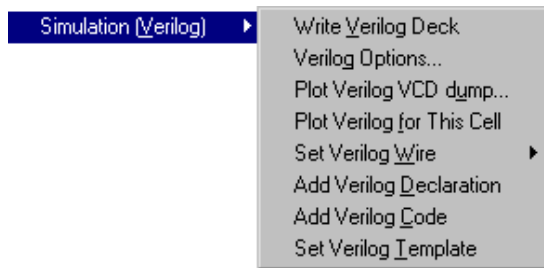 Simulation (Verilog)
Write Verilog Deck
Verilog Options...
Plot Verilog VCD dump...
Plot Verilog for This Cell
Set Verilog Wire
Add Verilog Declaration
Add Verilog Code
Set Verilog Template